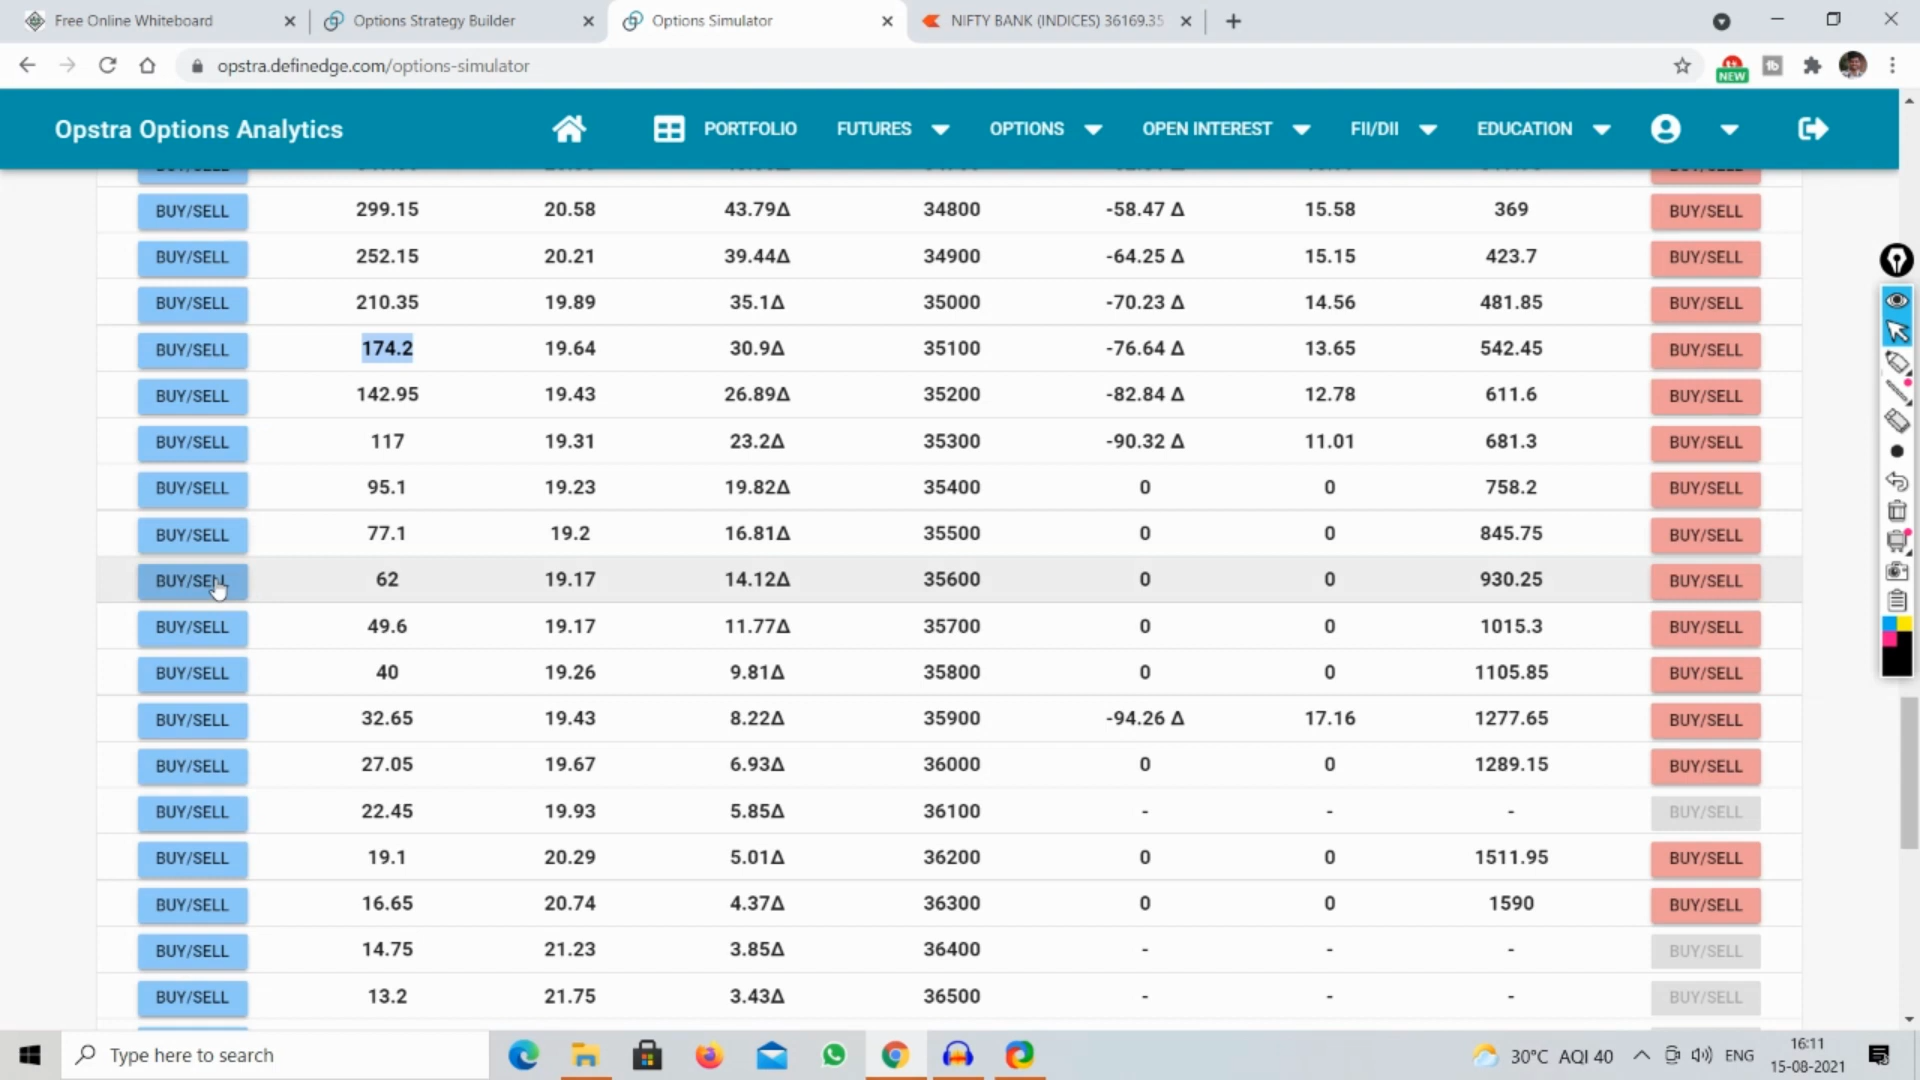 Free Online Whiteboard Options Strategy Builder Options Simulator NIFTY BANK (INDICES) 36169.35
opstra.definedge.com/options-simulator
NEW
Opstra Options Analytics PORTFOLIO FUTURES OPTIONS OPEN INTEREST FII/DII EDUCATION
BUY/SELL 299.15 20.58 43.79Δ 34800 -58.47 Δ 15.58 369 BUY/SELL
BUY/SELL 252.15 20.21 39.44Δ 34900 -64.25 Δ 15.15 423.7 BUY/SELL
BUY/SELL 210.35 19.89 35.1Δ 35000 -70.23 Δ 14.56 481.85 BUY/SELL
BUY/SELL 174.2 19.64 30.9Δ 35100 -76.64 Δ 13.65 542.45 BUY/SELL
BUY/SELL 142.95 19.43 26.89Δ 35200 -82.84 Δ 12.78 611.6 BUY/SELL
BUY/SELL 117 19.31 23.2Δ 35300 -90.32 Δ 11.01 681.3 BUY/SELL
BUY/SELL 95.1 19.23 19.82Δ 35400 0 0 758.2 BUY/SELL
BUY/SELL 77.1 19.2 16.81Δ 35500 0 0 845.75 BUY/SELL
BUY/SELL 62 19.17 14.12Δ 35600 0 0 930.25 BUY/SELL
BUY/SELL 49.6 19.17 11.77Δ 35700 0 0 1015.3 BUY/SELL
BUY/SELL 40 19.26 9.81Δ 35800 0 0 1105.85 BUY/SELL
BUY/SELL 32.65 19.43 8.22Δ 35900 -94.26 Δ 17.16 1277.65 BUY/SELL
BUY/SELL 27.05 19.67 6.93Δ 36000 0 0 1289.15 BUY/SELL
BUY/SELL 22.45 19.93 5.85Δ 36100 - - - BUY/SELL
BUY/SELL 19.1 20.29 5.01Δ 36200 0 0 1511.95 BUY/SELL
BUY/SELL 16.65 20.74 4.37Δ 36300 0 0 1590 BUY/SELL
BUY/SELL 14.75 21.23 3.85Δ 36400 - - - BUY/SELL
BUY/SELL 13.2 21.75 3.43Δ 36500 - - - BUY/SELL
Type here to search 30°C AQI 40 ENG 16:11
15-08-2021